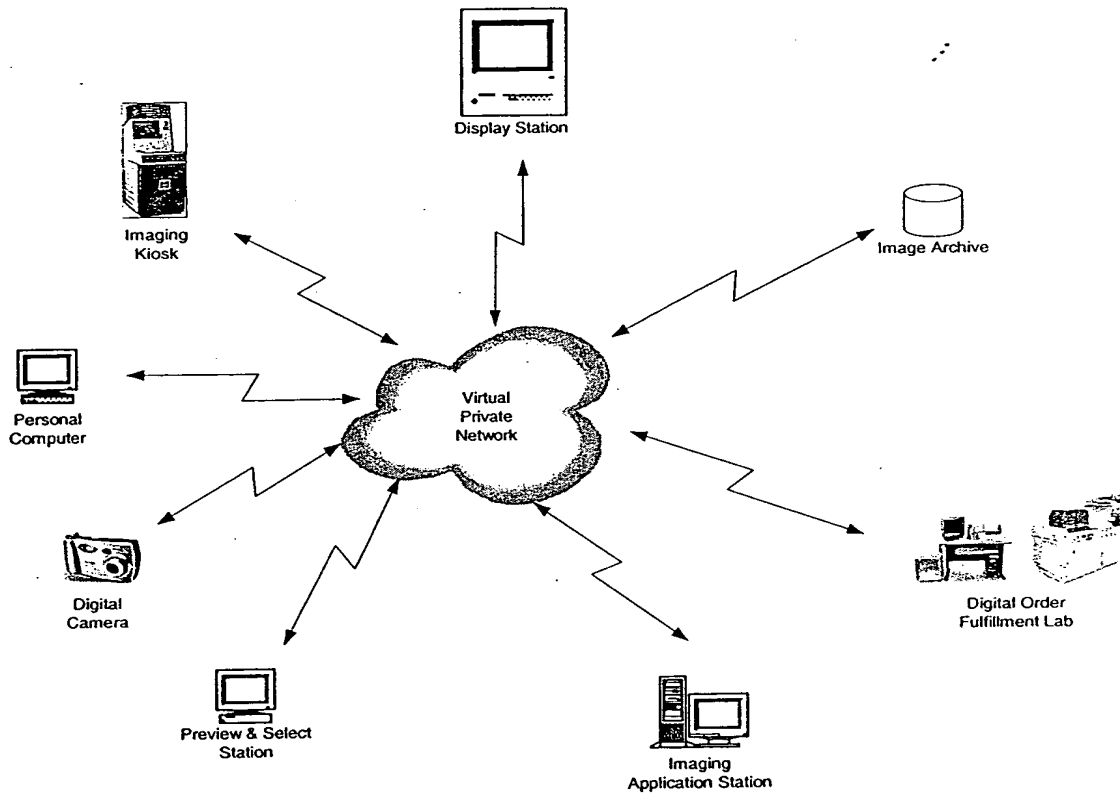 Display Station
Imaging
Kiosk
Image Archive
Personal
Computer
Virtual
Private
Network
Digital
Camera
Digital Order
Fulfillment Lab
Preview & Select
Station
Imaging
Application Station